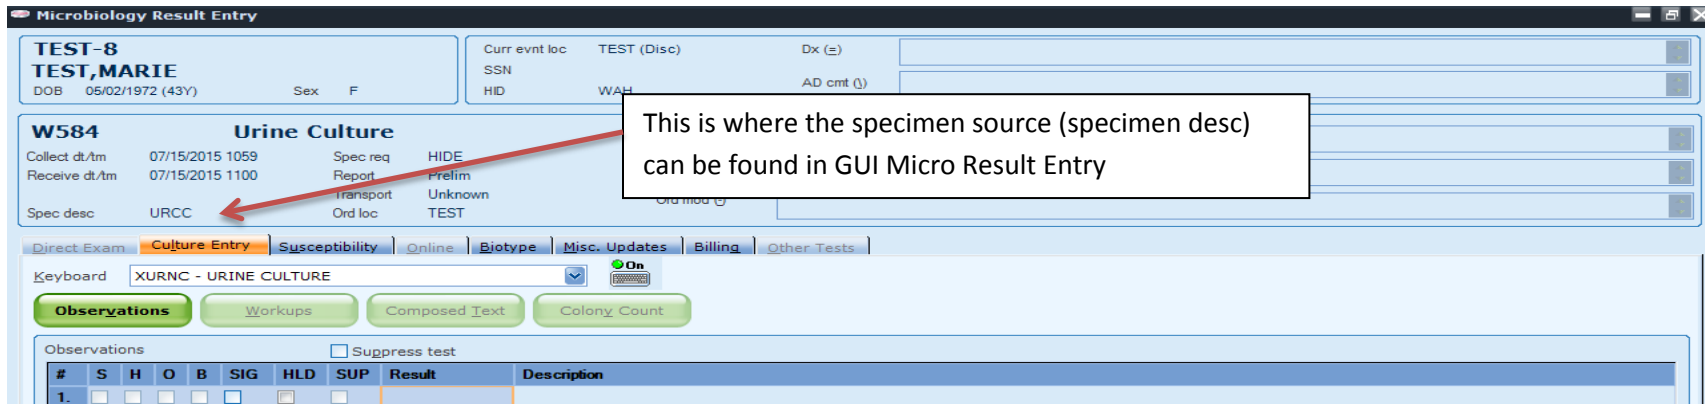 Microbiology Result Entry
TEST-8
TEST,MARIE
DOB 05/02/1972 (43Y) Sex F
Curr evnt loc TEST (Disc) Dx (=)
SSN
HID WAH AD cmt (\)
W584 Urine Culture
Collect dt/tm 07/15/2015 1059 Spec req HIDE
Receive dt/tm 07/15/2015 1100 Report Prelim
Transport Unknown
Spec desc URCC Ord loc TEST
This is where the specimen source (specimen desc)
can be found in GUI Micro Result Entry
Direct Exam Culture Entry Susceptibility Online Biotype Misc. Updates Billing Other Tests
Keyboard XURNC - URINE CULTURE On
Observations Workups Composed Text Colony Count
Observations Suppress test
# S H O B SIG HLD SUP Result Description
1.